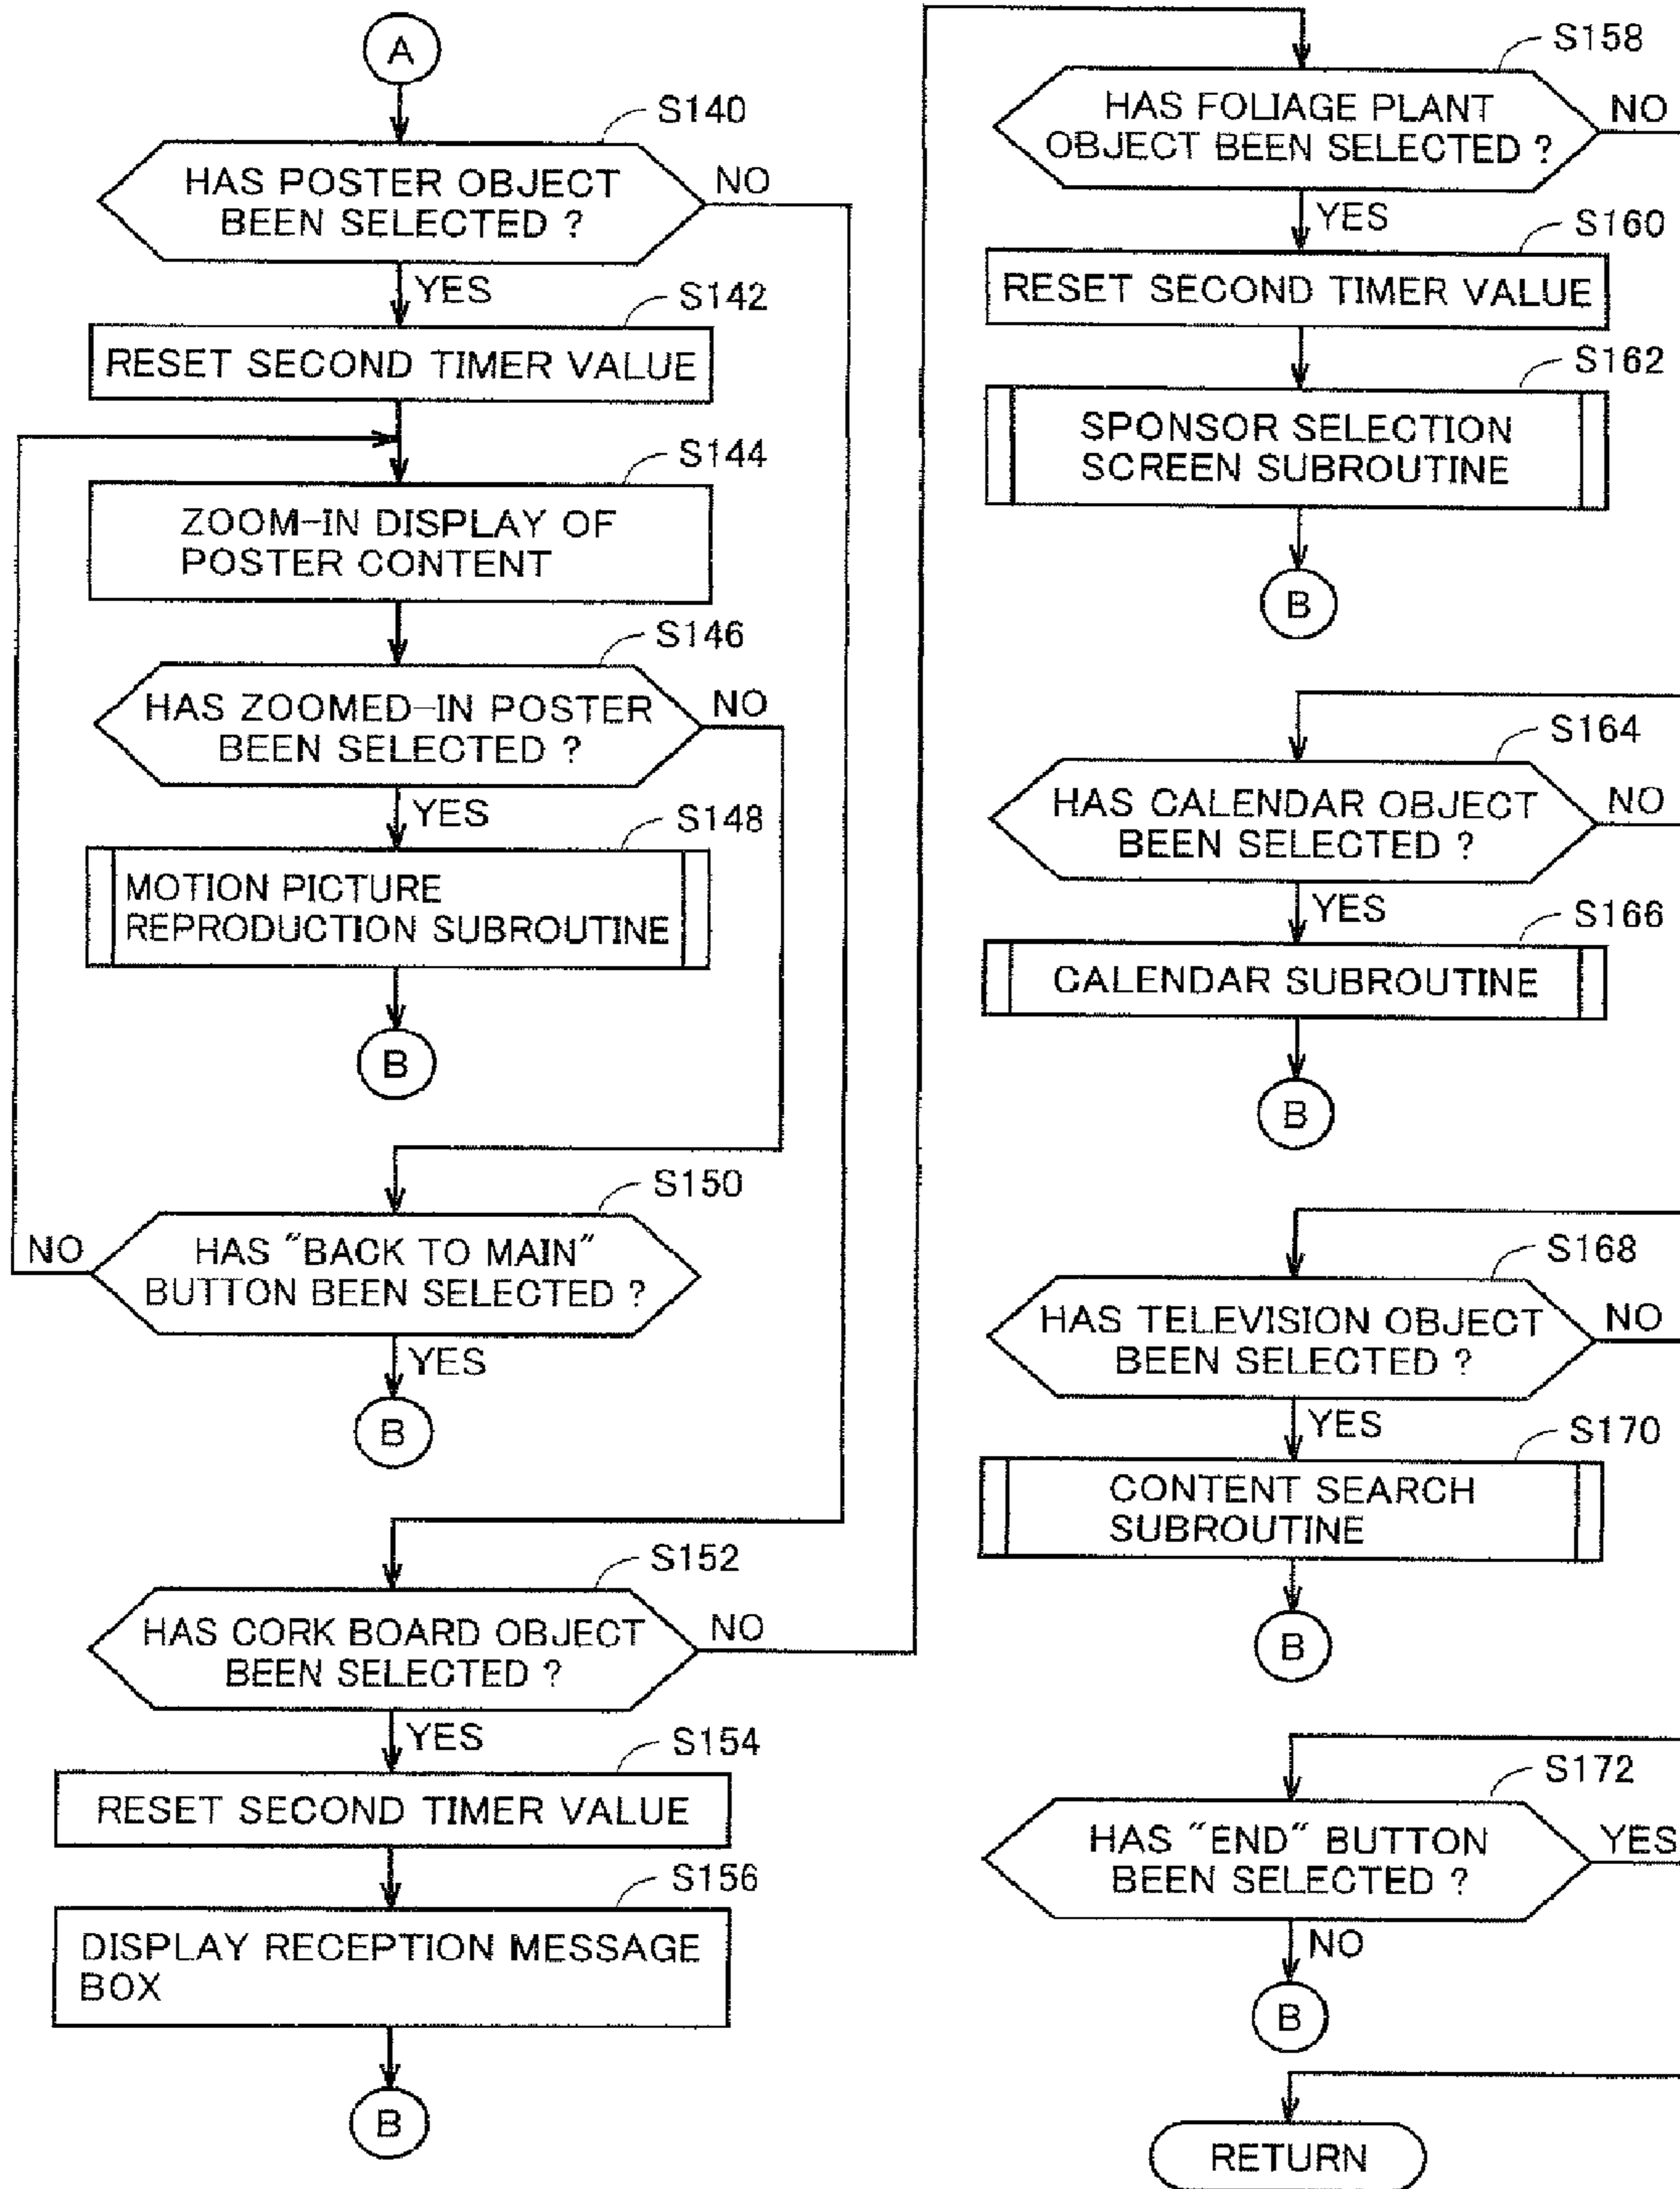 A
S140
HAS POSTER OBJECT
BEEN SELECTED ?
NO
YES
S142
RESET SECOND TIMER VALUE
S144
ZOOM-IN DISPLAY OF
POSTER CONTENT
S146
HAS ZOOMED-IN POSTER
BEEN SELECTED ?
NO
YES
S148
MOTION PICTURE
REPRODUCTION SUBROUTINE
B
S150
NO
HAS "BACK TO MAIN"
BUTTON BEEN SELECTED ?
YES
B
S152
HAS CORK BOARD OBJECT
BEEN SELECTED ?
NO
YES
S154
RESET SECOND TIMER VALUE
S156
DISPLAY RECEPTION MESSAGE
BOX
B
S158
HAS FOLIAGE PLANT
OBJECT BEEN SELECTED ?
NO
YES
S160
RESET SECOND TIMER VALUE
S162
SPONSOR SELECTION
SCREEN SUBROUTINE
B
S164
HAS CALENDAR OBJECT
BEEN SELECTED ?
NO
YES
S166
CALENDAR SUBROUTINE
B
S168
HAS TELEVISION OBJECT
BEEN SELECTED ?
NO
YES
S170
CONTENT SEARCH
SUBROUTINE
B
S172
HAS "END" BUTTON
BEEN SELECTED ?
YES
NO
B
RETURN